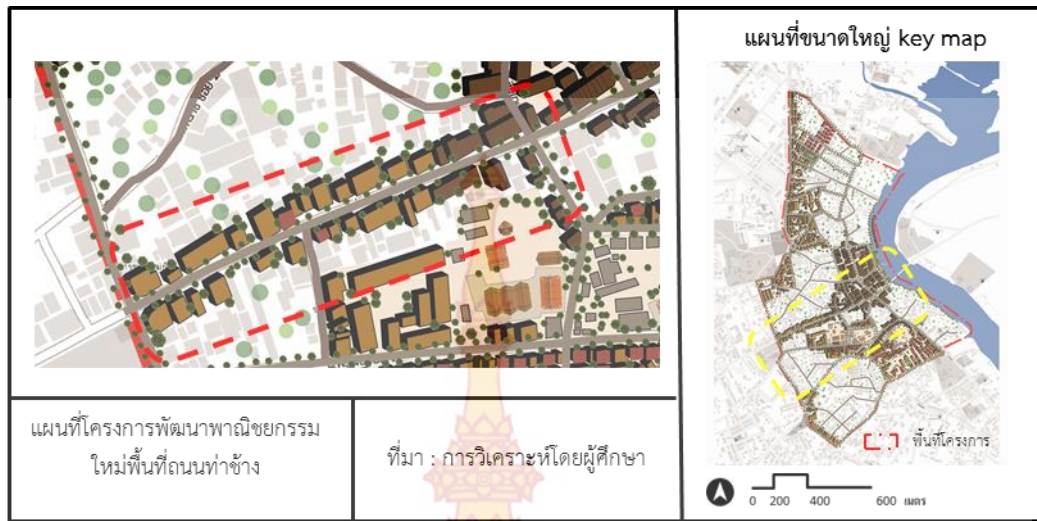 แผนที่ขนาดใหญ่ key map
พื้นที่โครงการ
0 200 400 600 เมตร
แผนที่โครงการพัฒนาพาณิชยกรรม
ใหม่พื้นที่ถนนท่าช้าง
ที่มา : การวิเคราะห์โดยผู้ศึกษา